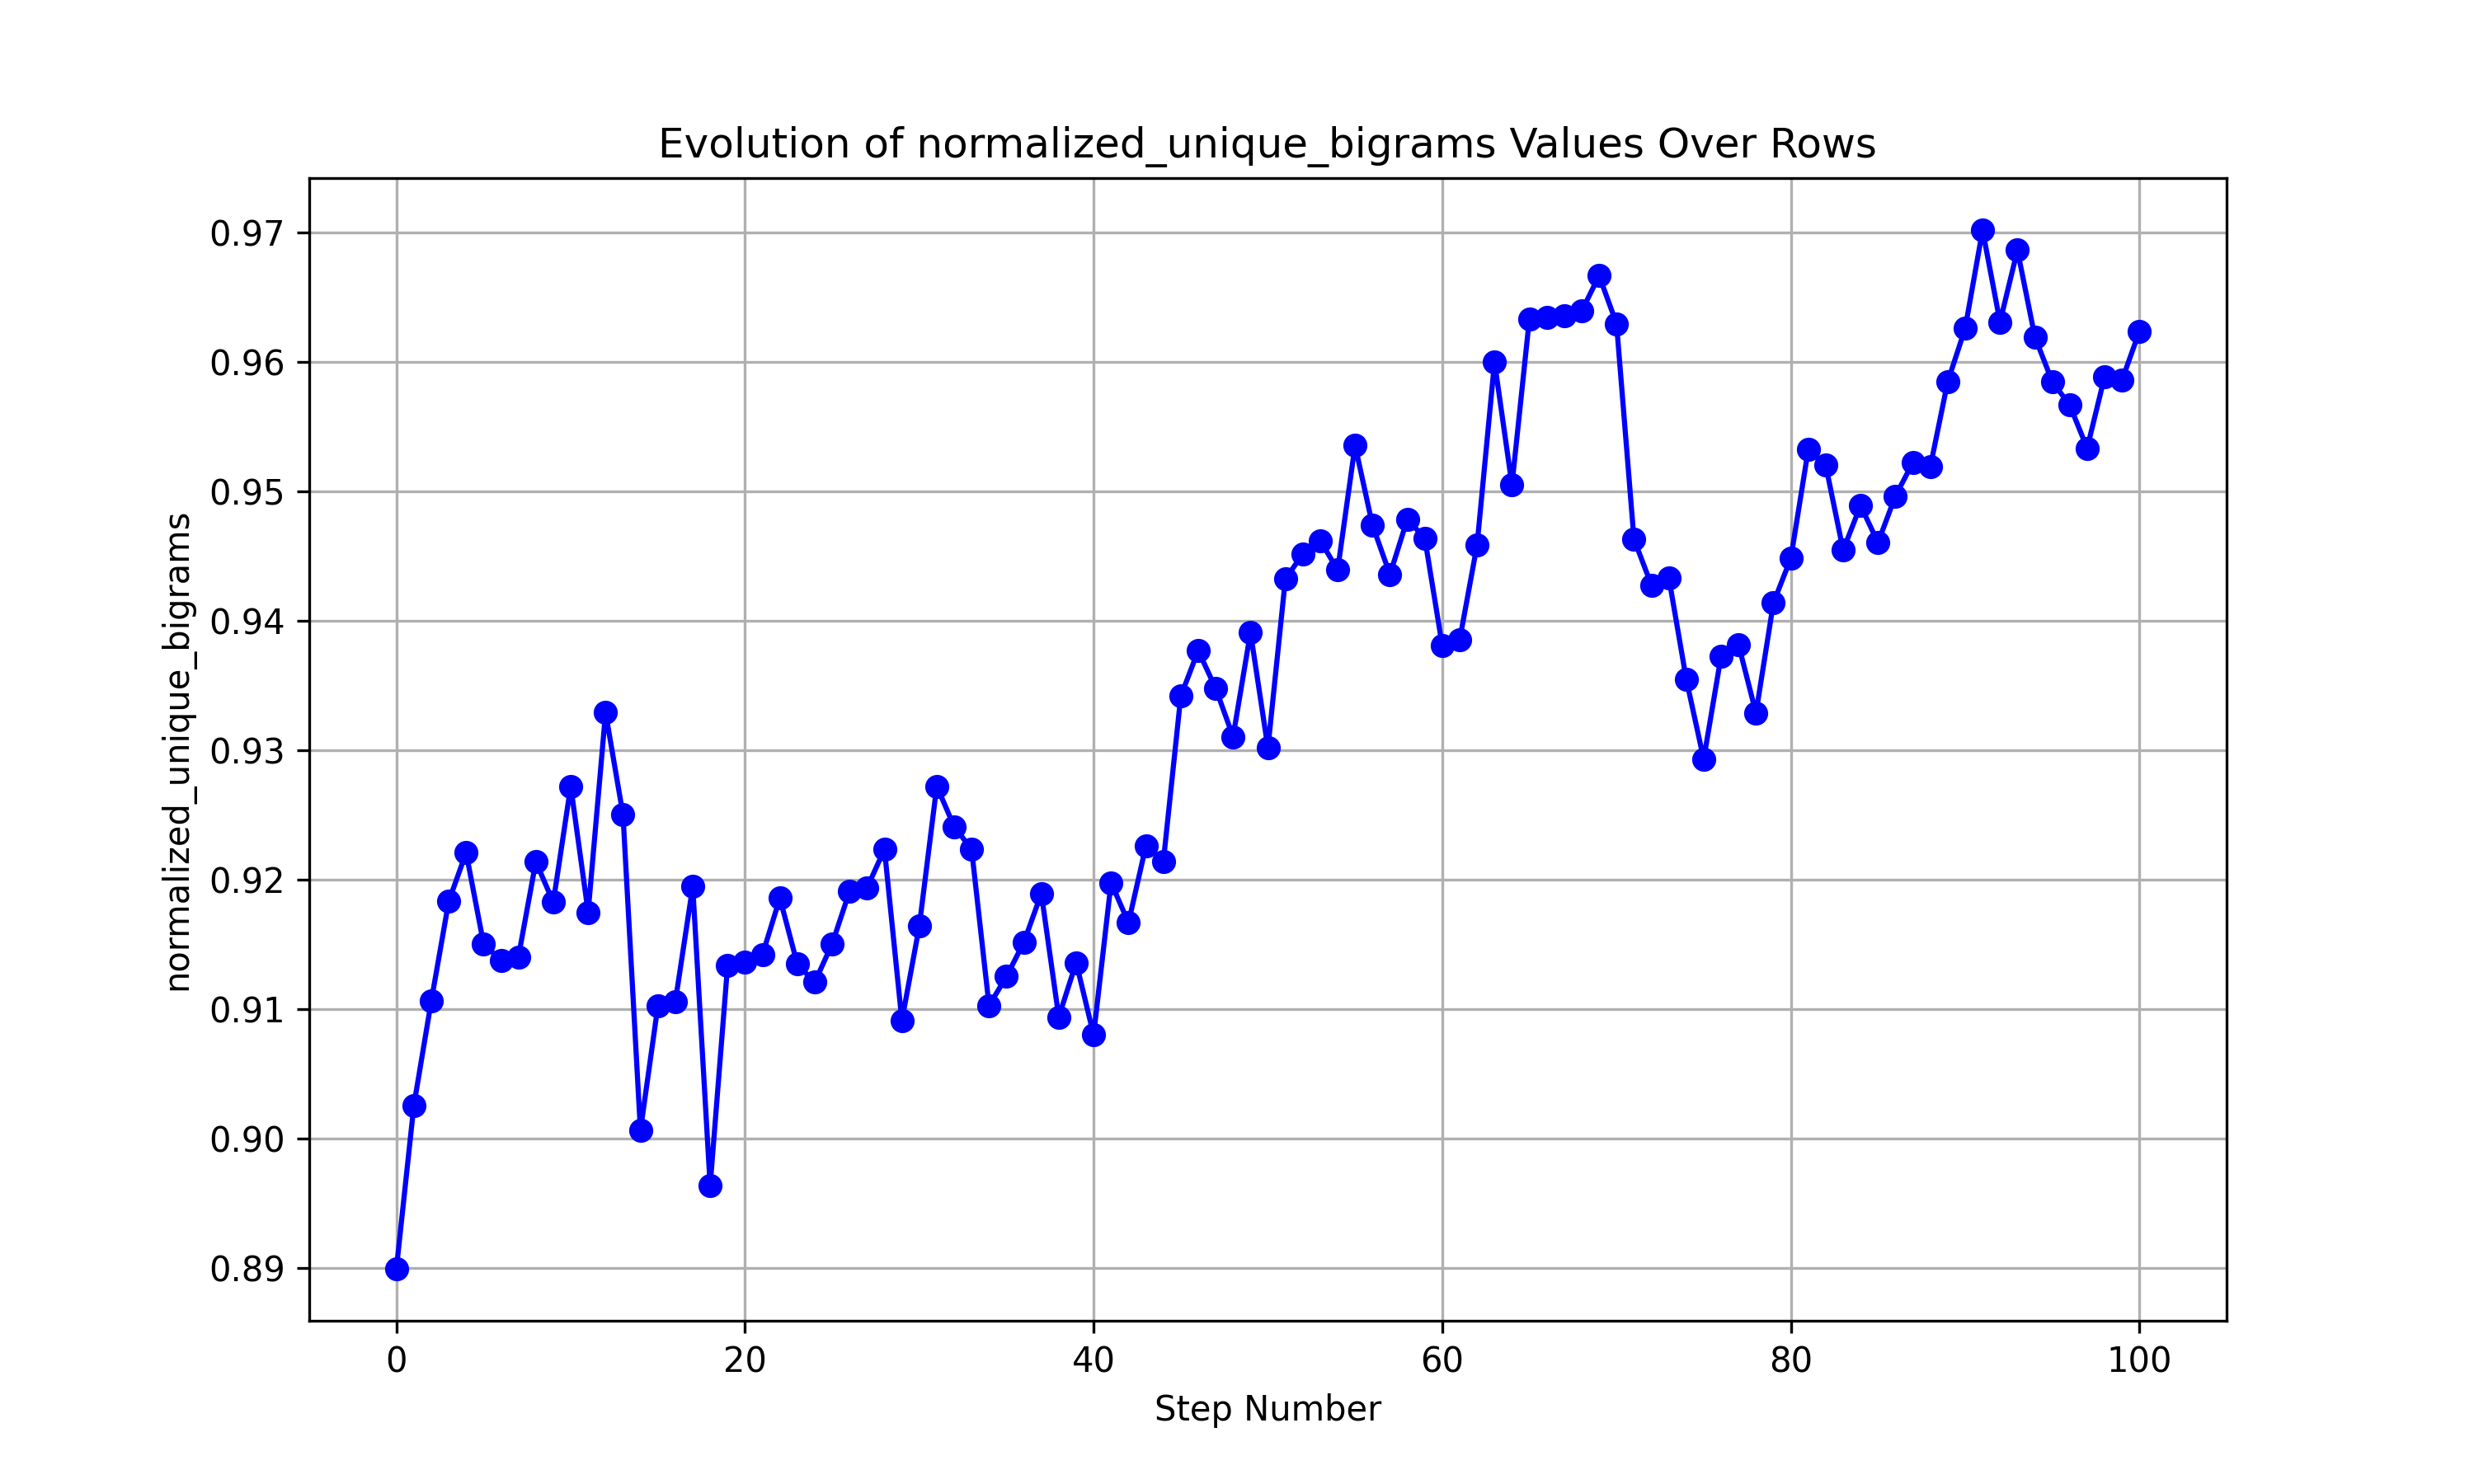 Evolution of normalized_unique_bigrams Values Over Rows
normalized_unique_bigrams
0.97
0.96
0.95
0.94
0.93
0.92
0.91
0.90
0.89
0 20 40 60 80 100
Step Number